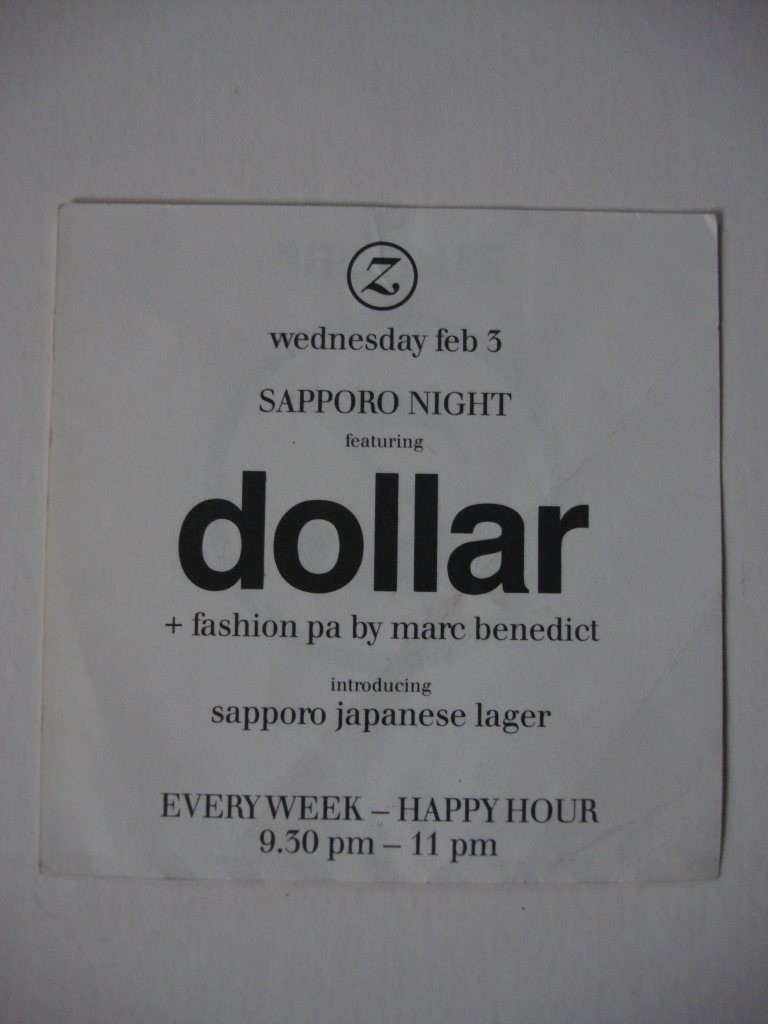 Z
wednesday feb 3
SAPPORO NIGHT
featuring
dollar
+ fashion pa by marc benedict
introducing
sapporo japanese lager
EVERY WEEK – HAPPY HOUR
9.30 pm – 11 pm